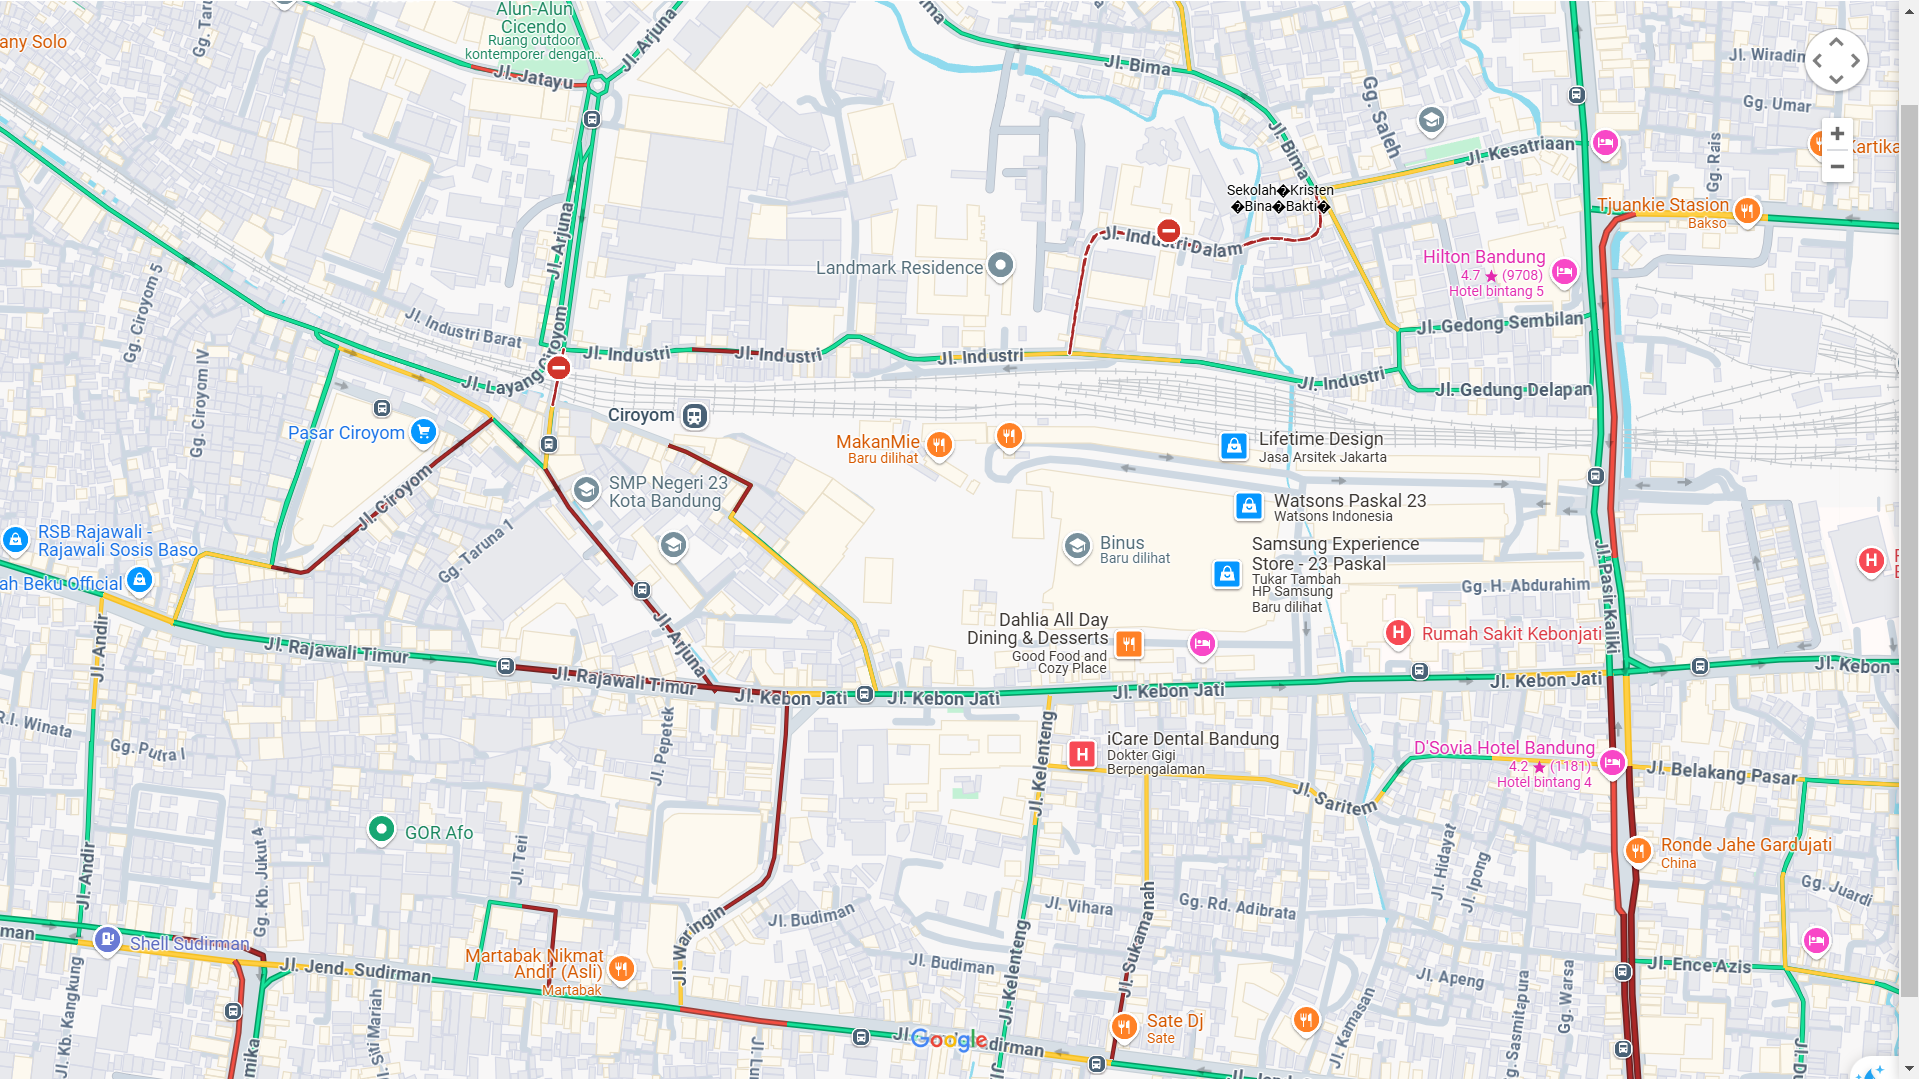 Alun-Alun
Cicendo
Ruang outdoor
kontemporer dengan...
Jl. Arjuna
Gg. T
any Solo
Jl. Jatayu
Bima
Jl. Bima
Jl. Bima
Gg. Saleh
Jl. Kesatriaan
Jl. Wiradin
Gg. Umar
Gg. Rais
Kartika
Sekolah�Kristen
�Bina�Bakti�
Tjuankie Stasion
Bakso
Jl. Industri Dalam
Landmark Residence
Hilton Bandung
4.7 ★ (9708)
Hotel bintang 5
Jl. Arjuna
Gg. Ciroyom 5
Jl. Industri Barat
Jl. Gedong Sembilan
Jl. Industri
Jl. Industri
Jl. Industri
Jl. Industri
Jl. Layang Ciroyom
Jl. Gedung Delapan
Gg. Ciroyom IV
Ciroyom
Pasar Ciroyom
MakanMie
Baru dilihat
Lifetime Design
Jasa Arsitek Jakarta
Jl. Ciroyom
SMP Negeri 23
Kota Bandung
Watsons Paskal 23
Watsons Indonesia
RSB Rajawali -
Rajawali Sosis Baso
Gg. Taruna 1
Binus
Baru dilihat
Samsung Experience
Store - 23 Paskal
Tukar Tambah
HP Samsung
Baru dilihat
Jl. Pasir Kaliki
Gg. H. Abdurahim
ah Beku Official
Jl. Andir
Jl. Arjuna
Dahlia All Day
Dining & Desserts
Good Food and
Cozy Place
Rumah Sakit Kebonjati
Jl. Rajawali Timur
Jl. Rajawali Timur
Jl. Kebon Jati
Jl. Kebon Jati
Jl. Kebon Jati
Jl. Kebon Jati
Jl. Kebon J
R.I. Winata
Gg. Putra I
Jl. Pepetek
Jl. Kelenteng
iCare Dental Bandung
Dokter Gigi
Berpengalaman
D'Sovia Hotel Bandung
4.2 ★ (1181)
Hotel bintang 4
Jl. Belakang Pasar
Jl. Saritem
GOR Afo
Jl. Andir
Gg. Kb. Jukut A
Jl. Teri
Jl. Hidayat
Jl. Ipong
Ronde Jahe Gardujati
China
Gg. Juardi
Jl. Waringin
Jl. Budiman
Jl. Vihara
Jl. Sukamanah
Gg. Rd. Adibrata
man
Shell Sudirman
Jl. Jend. Sudirman
Martabak Nikmat
Andir (Asli)
Martabak
Jl. Budiman
Jl. Kelenteng
Jl. Apeng
Jl. Ence Azis
Jl. Kb. Kangkung
Jl. Siti Mariah
Gg. Warsa
g. Sasmitapura
Jl. Kamasan
Sate Dj
Sate
Google
dirman
mika